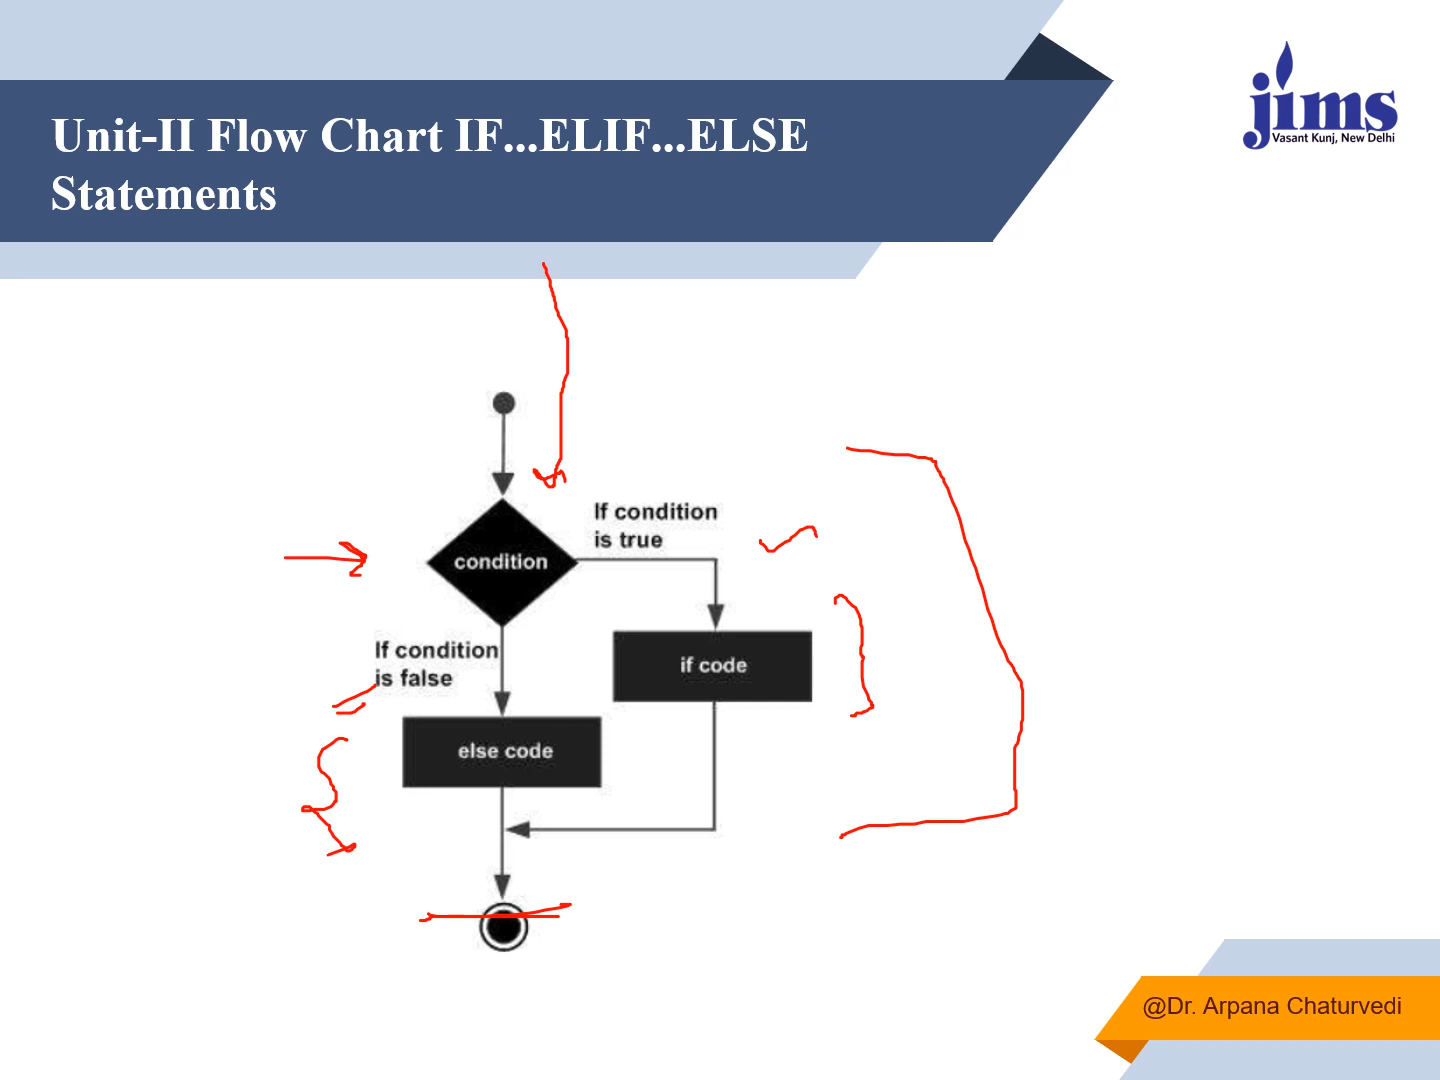 Unit-II Flow Chart IF...ELIF...ELSE
Statements
jims
Vasant Kunj, New Delhi
If condition
is true
condition
If condition
is false
if code
else code
@Dr. Arpana Chaturvedi